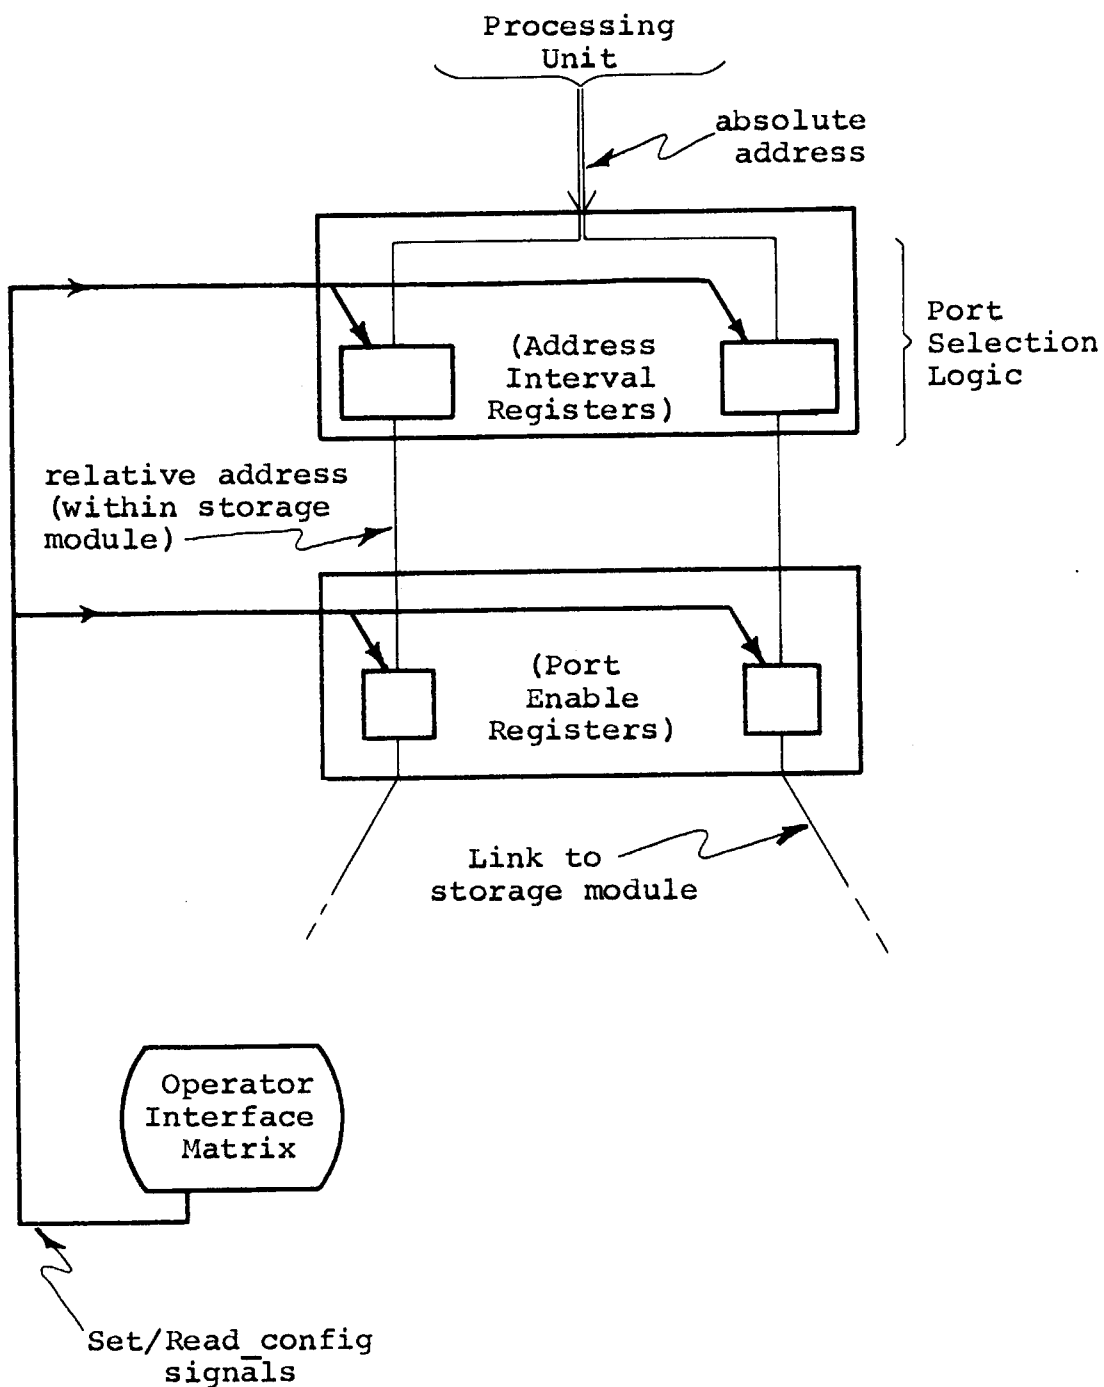 Processing
Unit
absolute
address
Port
Selection
Logic
(Address
Interval
Registers)
relative address
(within storage
module)
(Port
Enable
Registers)
Link to
storage module
Operator
Interface
Matrix
Set/Read_config
signals